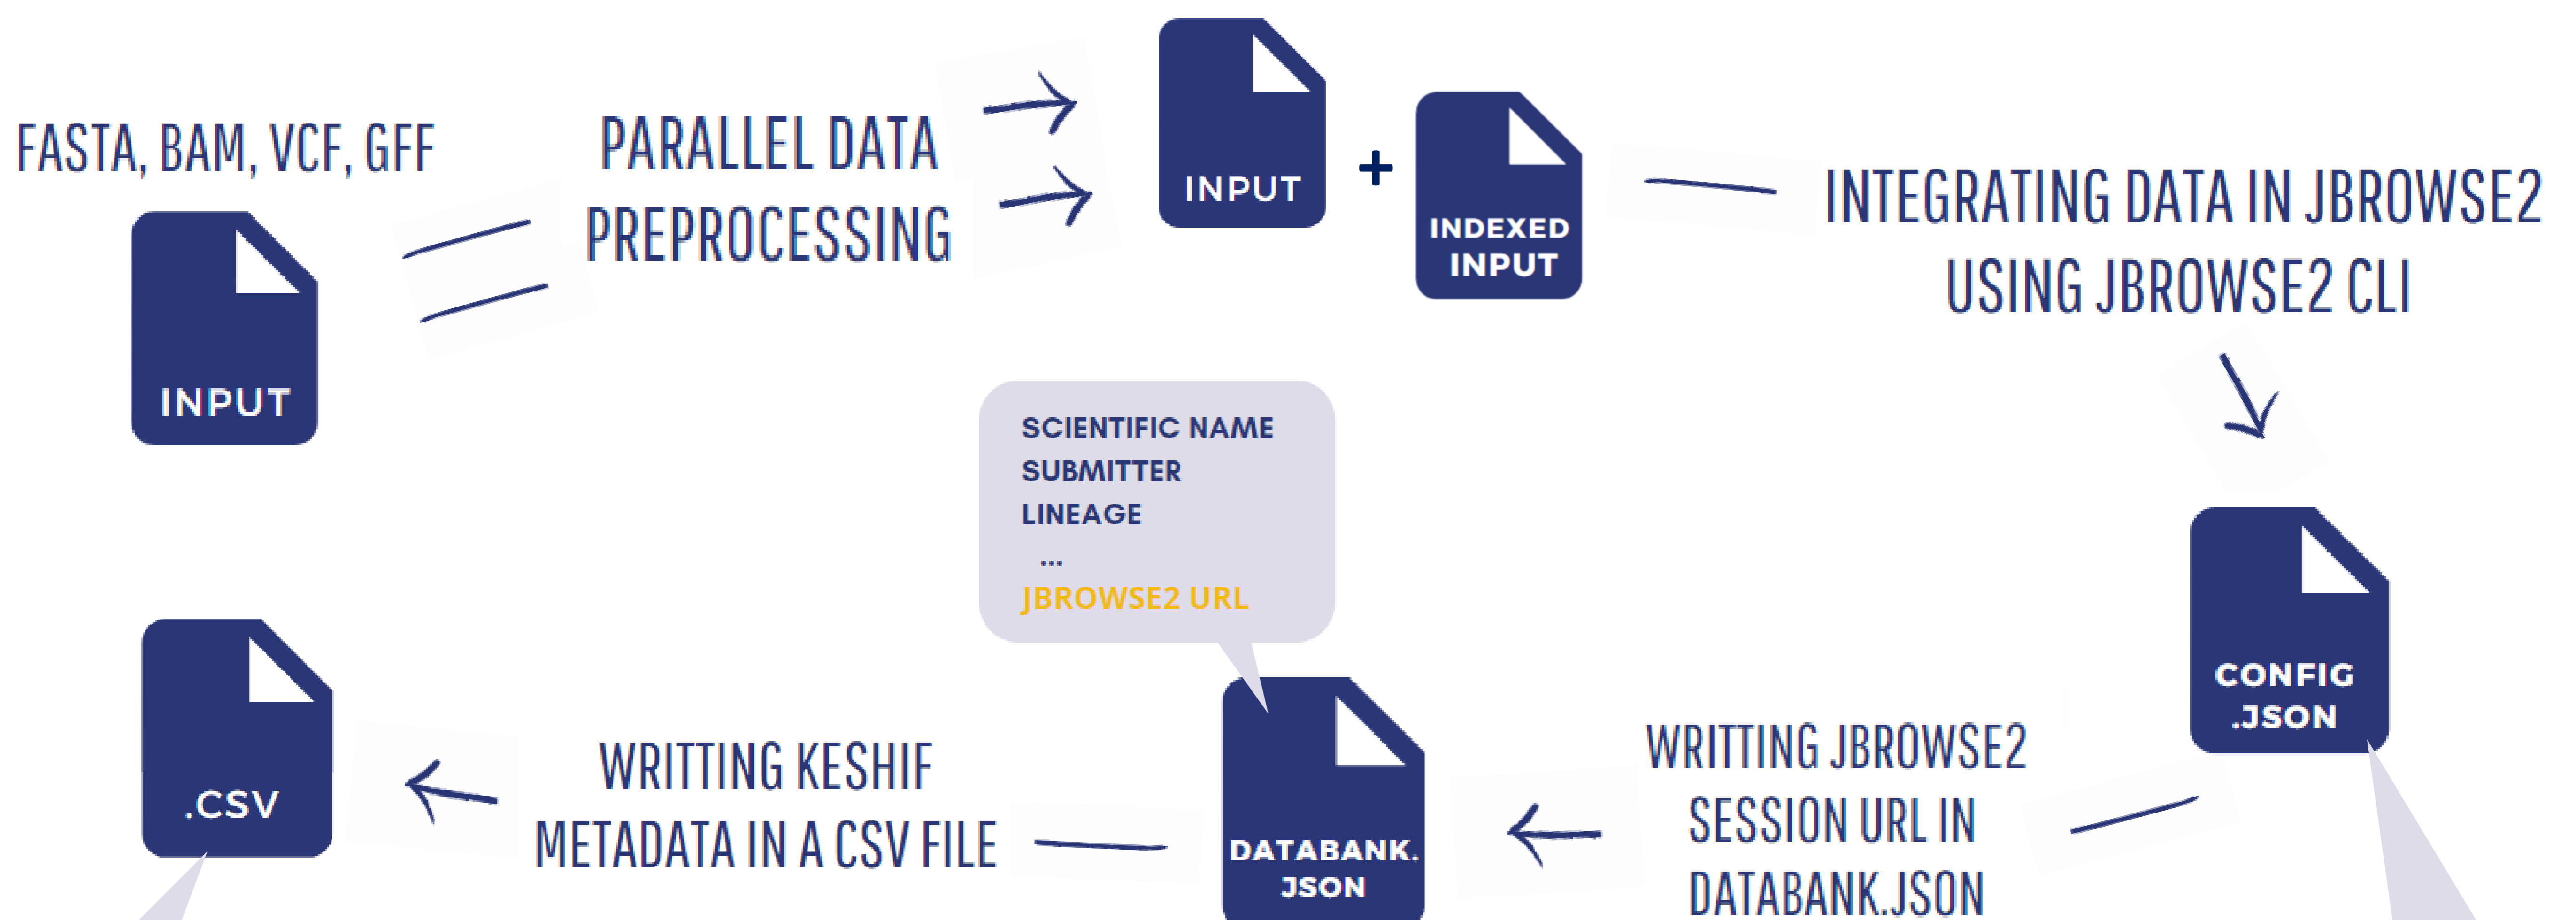 FASTA, BAM, VCF, GFF
INPUT
PARALLEL DATA
PREPROCESSING
INPUT
+
INDEXED
INPUT
INTEGRATING DATA IN JBROWSE2
USING JBROWSE2 CLI
CONFIG
.JSON
WRITTING JBROWSE2
SESSION URL IN
DATABANK.JSON
SCIENTIFIC NAME
SUBMITTER
LINEAGE
...
JBROWSE2 URL
DATABANK.
JSON
WRITTING KESHIF
METADATA IN A CSV FILE
.CSV